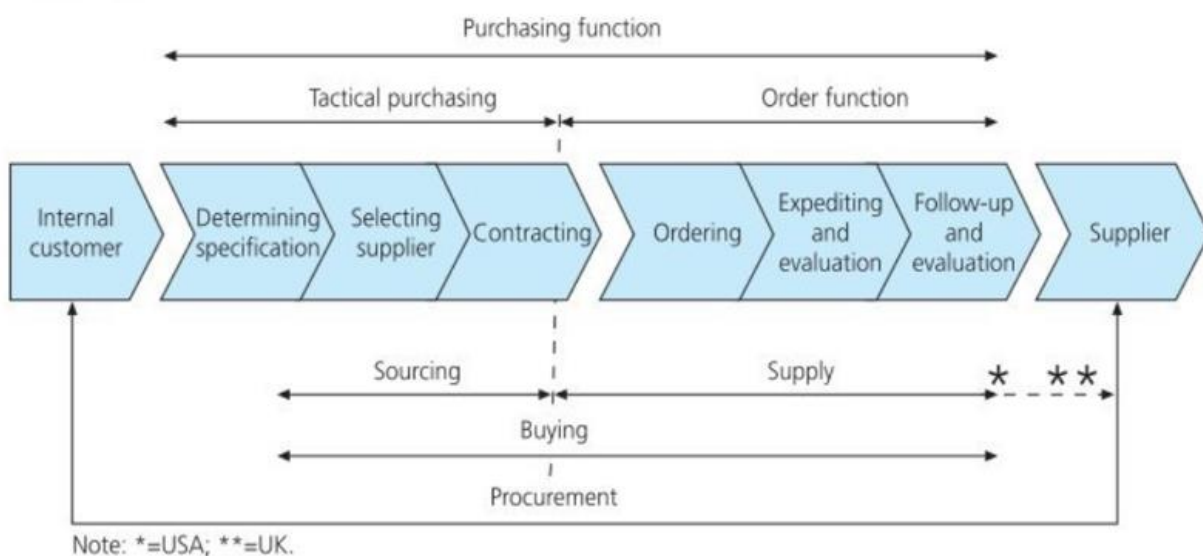 Purchasing function
Tactical purchasing
Order function
Internal
customer
Determining
specification
Selecting
supplier
Contracting
Ordering
Expediting
and
evaluation
Follow-up
and
evaluation
Supplier
Sourcing
Supply
*
**
Buying
Procurement
Note: *=USA; **=UK.